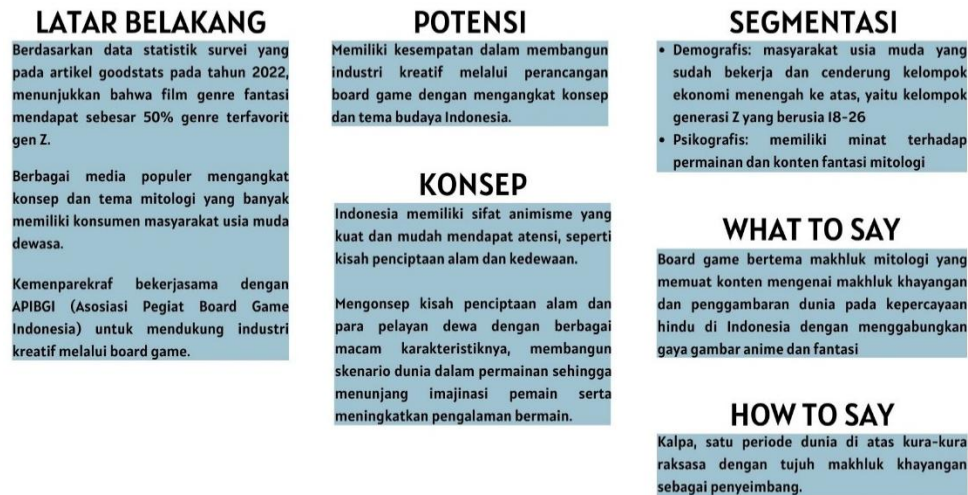 LATAR BELAKANG
Berdasarkan data statistik survei yang
pada artikel goodstats pada tahun 2022,
menunjukkan bahwa film genre fantasi
mendapat sebesar 50% genre terfavorit
gen Z.
Berbagai media populer mengangkat
konsep dan tema mitologi yang banyak
memiliki konsumen masyarakat usia muda
dewasa.
Kemenparekraf bekerjasama dengan
APIBGI (Asosiasi Pegiat Board Game
Indonesia) untuk mendukung industri
kreatif melalui board game.
POTENSI
Memiliki kesempatan dalam membangun
industri kreatif melalui perancangan
board game dengan mengangkat konsep
dan tema budaya Indonesia.
KONSEP
Indonesia memiliki sifat animisme yang
kuat dan mudah mendapat atensi, seperti
kisah penciptaan alam dan kedewaan.
Mengonsep kisah penciptaan alam dan
para pelayan dewa dengan berbagai
macam karakteristiknya, membangun
skenario dunia dalam permainan sehingga
menunjang imajinasi pemain serta
meningkatkan pengalaman bermain.
SEGMENTASI
• Demografis: masyarakat usia muda yang
sudah bekerja dan cenderung kelompok
ekonomi menengah ke atas, yaitu kelompok
generasi Z yang berusia 18-26
• Psikografis: memiliki minat terhadap
permainan dan konten fantasi mitologi
WHAT TO SAY
Board game bertema makhluk mitologi yang
memuat konten mengenai makhluk khayangan
dan penggambaran dunia pada kepercayaan
hindu di Indonesia dengan menggabungkan
gaya gambar anime dan fantasi
HOW TO SAY
Kalpa, satu periode dunia di atas kura-kura
raksasa dengan tujuh makhluk khayangan
sebagai penyeimbang.